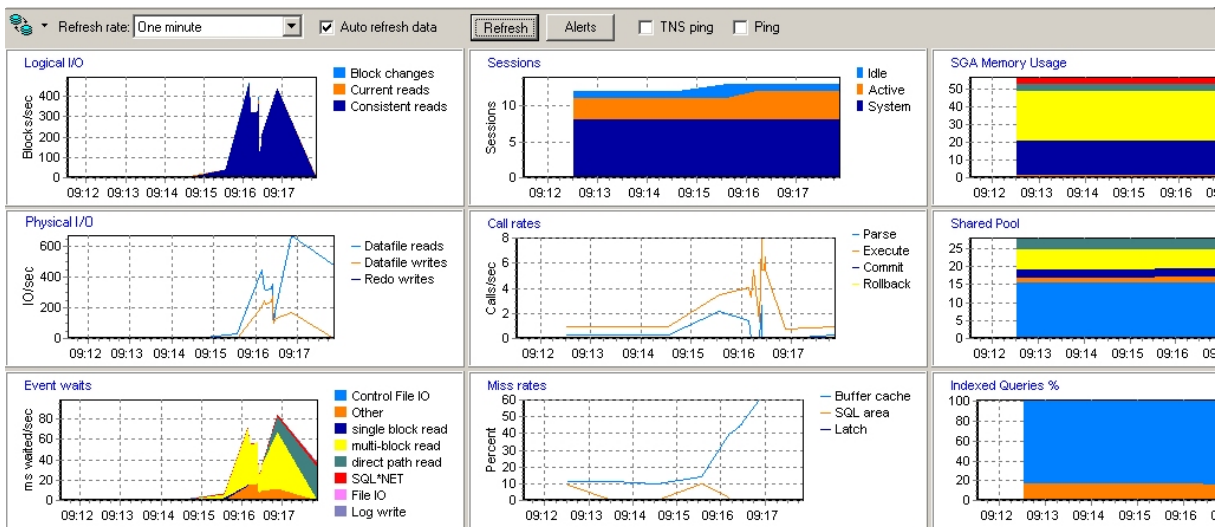 Refresh rate: One minute Auto refresh data Refresh Alerts TNS ping Ping
Logical I/O
Block changes
Current reads
Consistent reads
Blocks/sec
400
300
200
100
0
09:12 09:13 09:14 09:15 09:16 09:17
Sessions
Idle
Active
System
Sessions
10
5
0
09:12 09:13 09:14 09:15 09:16 09:17
SGA Memory Usage
50
40
30
20
10
0
09:12 09:13 09:14 09:15 09:16
Physical I/O
Datafile reads
Datafile writes
Redo writes
IO/sec
600
400
200
0
09:12 09:13 09:14 09:15 09:16 09:17
Call rates
Parse
Execute
Commit
Rollback
Calls/sec
8
6
4
2
0
09:12 09:13 09:14 09:15 09:16 09:17
Shared Pool
25
20
15
10
5
0
09:12 09:13 09:14 09:15 09:16
Event waits
Control File IO
Other
single block read
multi-block read
direct path read
SQL*NET
File IO
Log write
ms waited/sec
80
60
40
20
0
09:12 09:13 09:14 09:15 09:16 09:17
Miss rates
Buffer cache
SQL area
Latch
Percent
60
50
40
30
20
10
0
09:12 09:13 09:14 09:15 09:16 09:17
Indexed Queries %
100
80
60
40
20
0
09:12 09:13 09:14 09:15 09:16